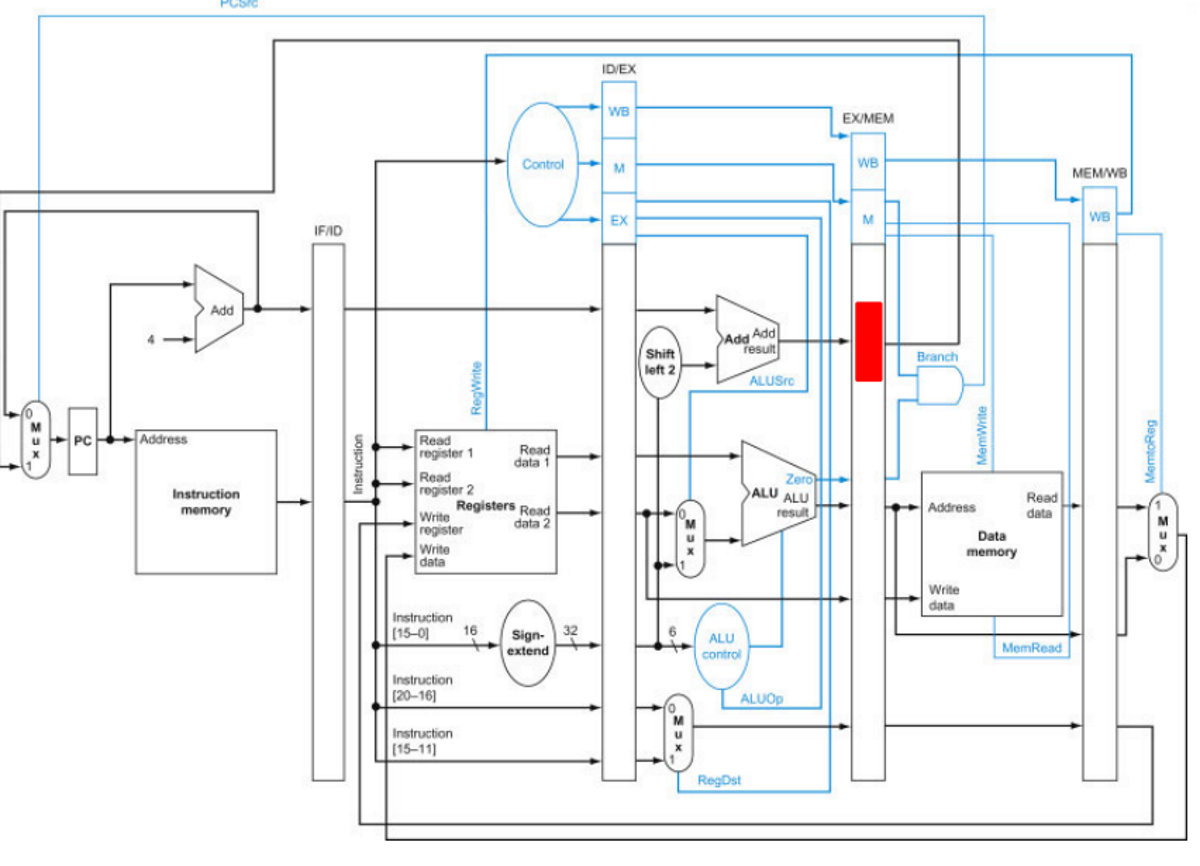 PCSrc
ID/EX
WB
EX/MEM
Control
M
WB
MEM/WB
EX
M
WB
IF/ID
Add
4
Add
Add
result
Shift
left 2
Branch
ALUSrc
RegWrite
MemWrite
MemtoReg
0
M
u
x
1
PC
Address
Instruction
memory
Instruction
Read
register 1
Read
register 2
Write
register
Write
data
Registers
Read
data 1
Read
data 2
0
M
u
x
1
Zero
ALU
ALU
result
Address
Read
data
Data
memory
Write
data
1
M
u
x
0
Instruction
[15–0]
16
Sign-
extend
32
6
ALU
control
MemRead
Instruction
[20–16]
ALUOp
0
M
u
x
1
Instruction
[15–11]
RegDst